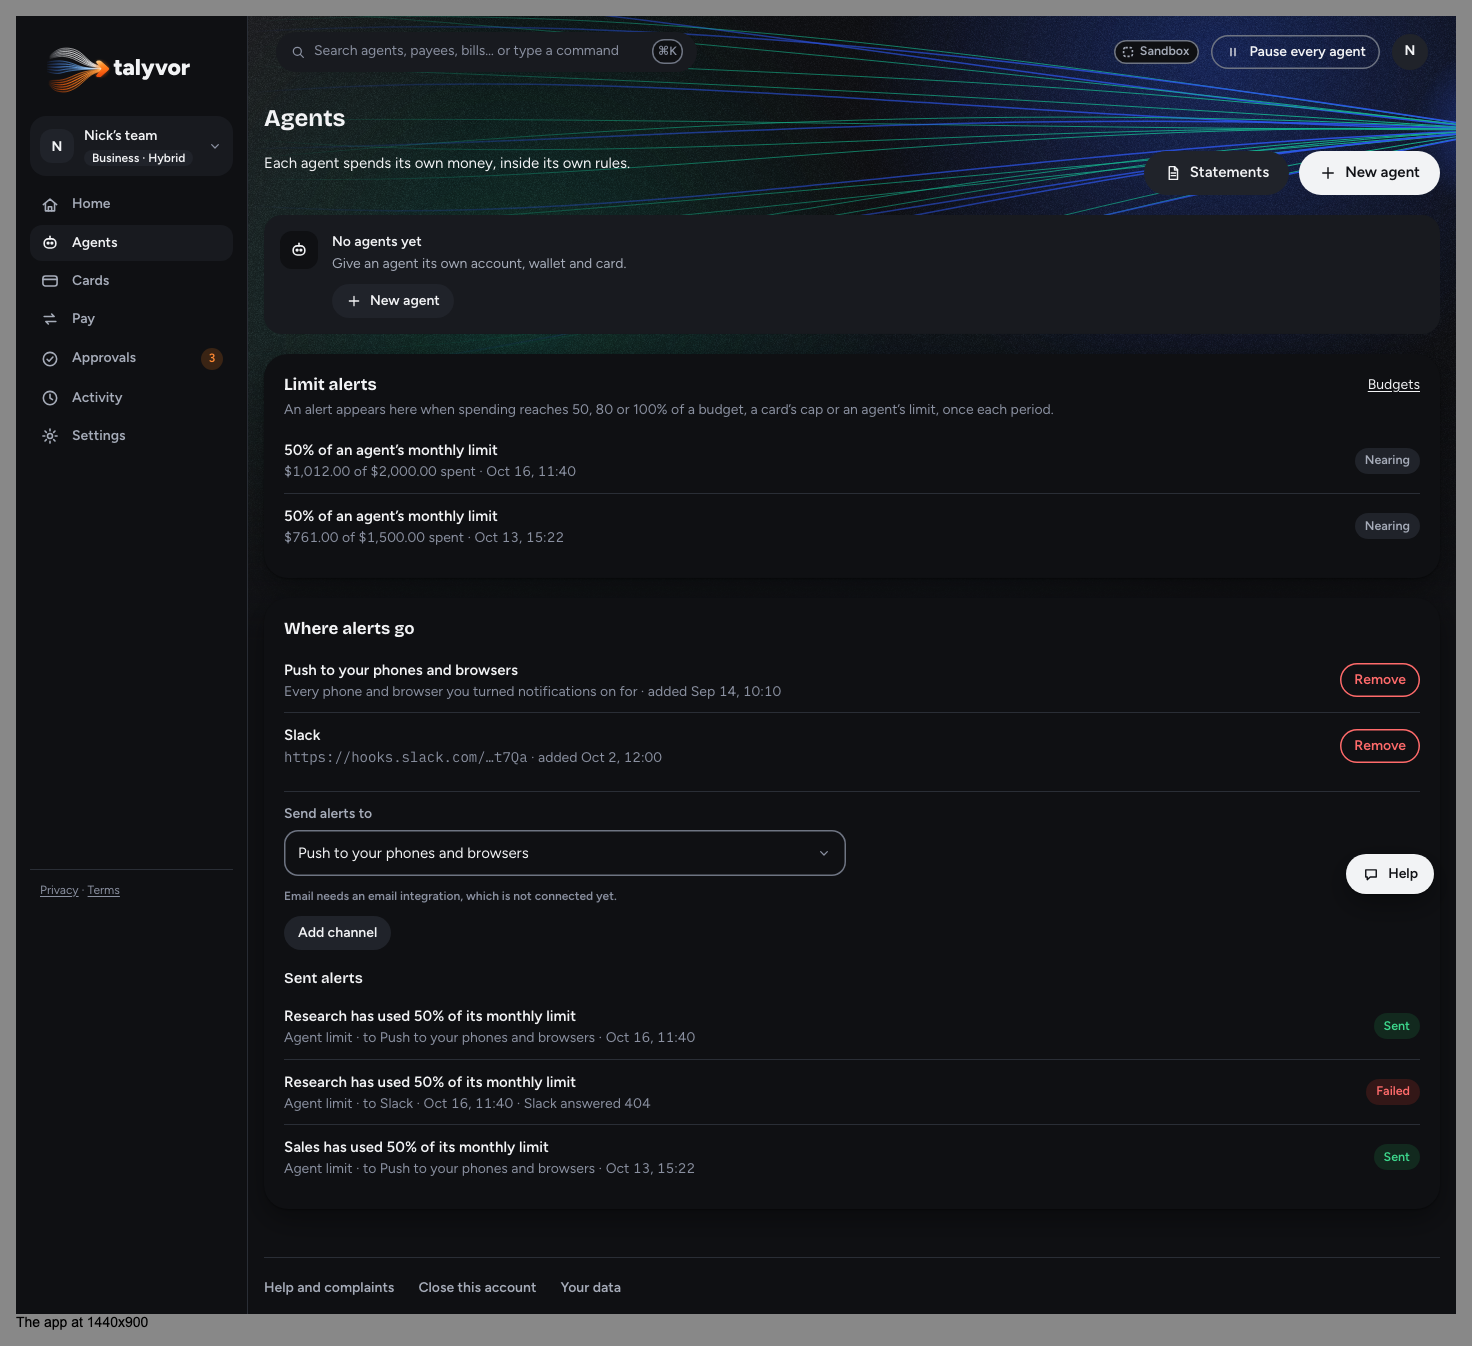 talyvor
Search agents, payees, bills... or type a command
⌘K
Sandbox
Pause every agent
N
N
Nick's team
Business · Hybrid
Home
Agents
Cards
Pay
Approvals
3
Activity
Settings
Privacy · Terms
Agents
Each agent spends its own money, inside its own rules.
Statements
New agent
No agents yet
Give an agent its own account, wallet and card.
New agent
Limit alerts
Budgets
An alert appears here when spending reaches 50, 80 or 100% of a budget, a card's cap or an agent's limit, once each period.
50% of an agent's monthly limit
$1,012.00 of $2,000.00 spent · Oct 16, 11:40
Nearing
50% of an agent's monthly limit
$761.00 of $1,500.00 spent · Oct 13, 15:22
Nearing
Where alerts go
Push to your phones and browsers
Every phone and browser you turned notifications on for · added Sep 14, 10:10
Remove
Slack
https://hooks.slack.com/…t7Qa · added Oct 2, 12:00
Remove
Send alerts to
Push to your phones and browsers
Help
Email needs an email integration, which is not connected yet.
Add channel
Sent alerts
Research has used 50% of its monthly limit
Agent limit · to Push to your phones and browsers · Oct 16, 11:40
Sent
Research has used 50% of its monthly limit
Agent limit · to Slack · Oct 16, 11:40 · Slack answered 404
Failed
Sales has used 50% of its monthly limit
Agent limit · to Push to your phones and browsers · Oct 13, 15:22
Sent
Help and complaints
Close this account
Your data
The app at 1440x900